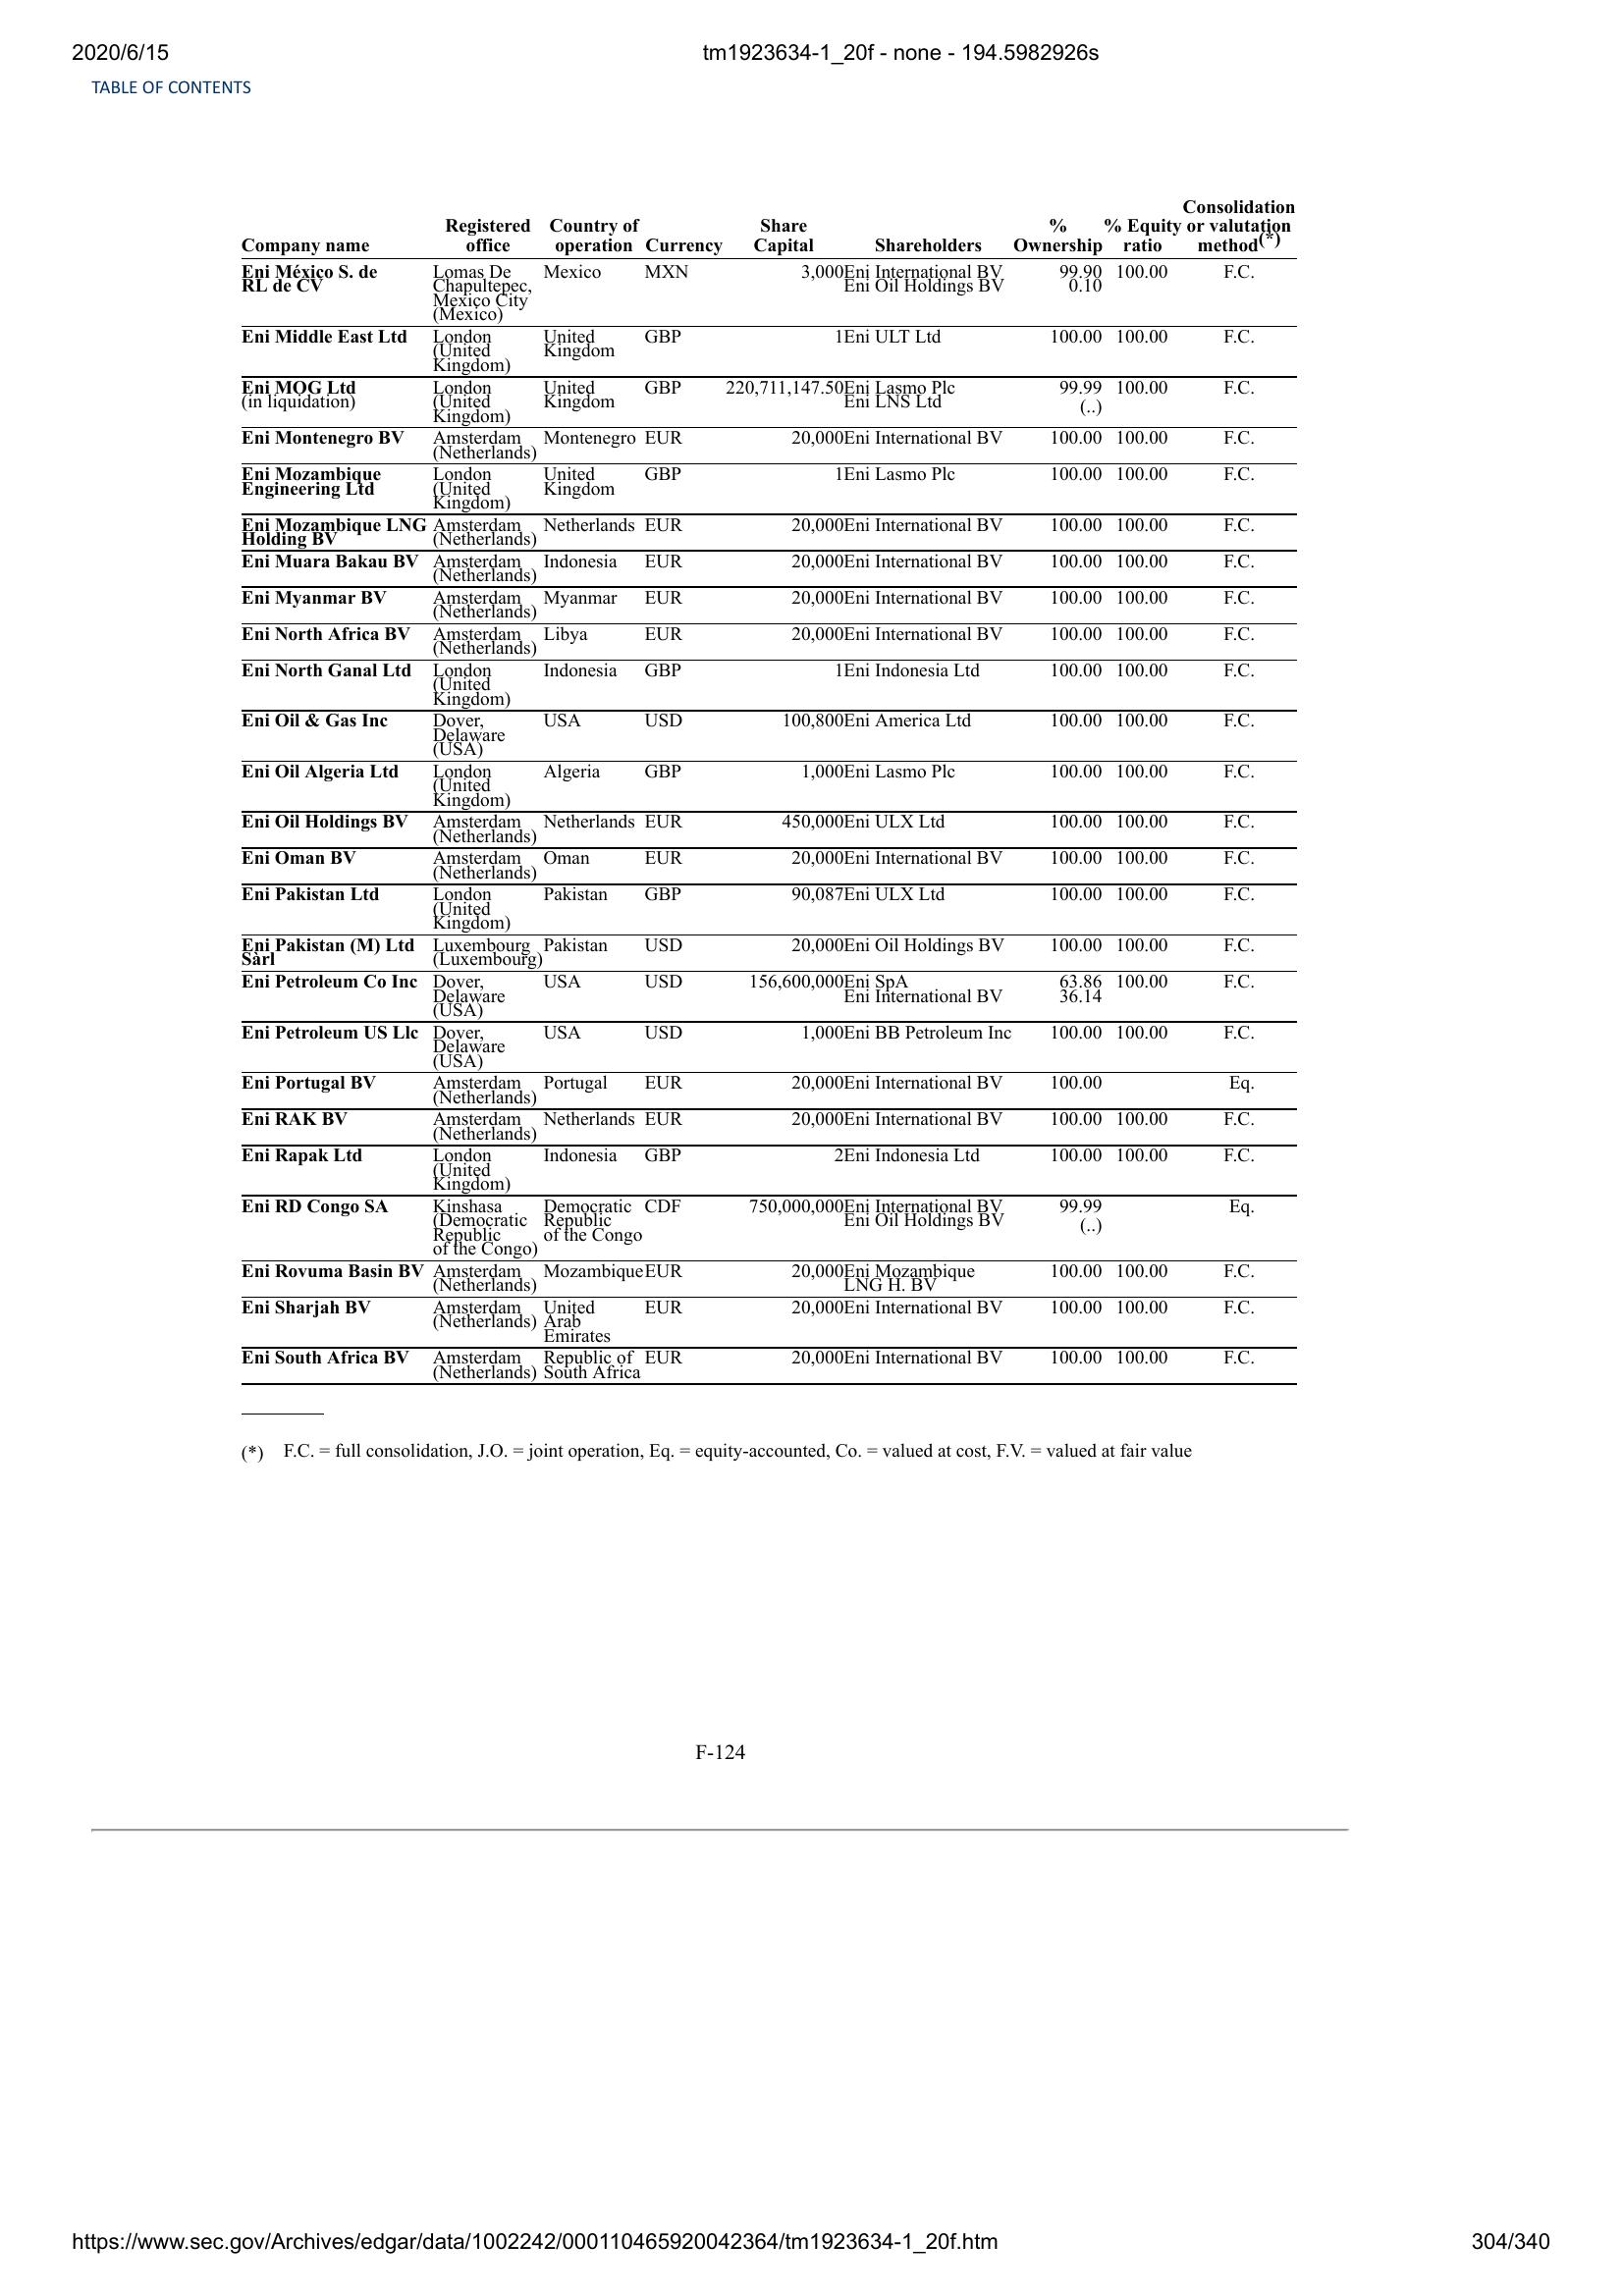 2020/6/15 tm1923634-1_20f - none - 194.5982926s
TABLE OF CONTENTS
Consolidation
Registered Country of Share % % Equity or valutation
Company name office operation Currency Capital Shareholders Ownership ratio method(*)
Eni México S. de Lomas De Mexico MXN 3,000 Eni International BV 99.90 100.00 F.C.
RL de CV Chapultepec, Eni Oil Holdings BV 0.10
Mexico City
(Mexico)
Eni Middle East Ltd London United GBP 1 Eni ULT Ltd 100.00 100.00 F.C.
(United Kingdom
Kingdom)
Eni MOG Ltd London United GBP 220,711,147.50 Eni Lasmo Plc 99.99 100.00 F.C.
(in liquidation) (United Kingdom Eni LNS Ltd (..)
Kingdom)
Eni Montenegro BV Amsterdam Montenegro EUR 20,000 Eni International BV 100.00 100.00 F.C.
(Netherlands)
Eni Mozambique London United GBP 1 Eni Lasmo Plc 100.00 100.00 F.C.
Engineering Ltd (United Kingdom
Kingdom)
Eni Mozambique LNG Amsterdam Netherlands EUR 20,000 Eni International BV 100.00 100.00 F.C.
Holding BV (Netherlands)
Eni Muara Bakau BV Amsterdam Indonesia EUR 20,000 Eni International BV 100.00 100.00 F.C.
(Netherlands)
Eni Myanmar BV Amsterdam Myanmar EUR 20,000 Eni International BV 100.00 100.00 F.C.
(Netherlands)
Eni North Africa BV Amsterdam Libya EUR 20,000 Eni International BV 100.00 100.00 F.C.
(Netherlands)
Eni North Ganal Ltd London Indonesia GBP 1 Eni Indonesia Ltd 100.00 100.00 F.C.
(United
Kingdom)
Eni Oil & Gas Inc Dover, USA USD 100,800 Eni America Ltd 100.00 100.00 F.C.
Delaware
(USA)
Eni Oil Algeria Ltd London Algeria GBP 1,000 Eni Lasmo Plc 100.00 100.00 F.C.
(United
Kingdom)
Eni Oil Holdings BV Amsterdam Netherlands EUR 450,000 Eni ULX Ltd 100.00 100.00 F.C.
(Netherlands)
Eni Oman BV Amsterdam Oman EUR 20,000 Eni International BV 100.00 100.00 F.C.
(Netherlands)
Eni Pakistan Ltd London Pakistan GBP 90,087 Eni ULX Ltd 100.00 100.00 F.C.
(United
Kingdom)
Eni Pakistan (M) Ltd Luxembourg Pakistan USD 20,000 Eni Oil Holdings BV 100.00 100.00 F.C.
Sàrl (Luxembourg)
Eni Petroleum Co Inc Dover, USA USD 156,600,000 Eni SpA 63.86 100.00 F.C.
Delaware Eni International BV 36.14
(USA)
Eni Petroleum US Llc Dover, USA USD 1,000 Eni BB Petroleum Inc 100.00 100.00 F.C.
Delaware
(USA)
Eni Portugal BV Amsterdam Portugal EUR 20,000 Eni International BV 100.00 Eq.
(Netherlands)
Eni RAK BV Amsterdam Netherlands EUR 20,000 Eni International BV 100.00 100.00 F.C.
(Netherlands)
Eni Rapak Ltd London Indonesia GBP 2 Eni Indonesia Ltd 100.00 100.00 F.C.
(United
Kingdom)
Eni RD Congo SA Kinshasa Democratic CDF 750,000,000 Eni International BV 99.99 Eq.
(Democratic Republic Eni Oil Holdings BV (..)
Republic of the Congo
of the Congo)
Eni Rovuma Basin BV Amsterdam Mozambique EUR 20,000 Eni Mozambique 100.00 100.00 F.C.
(Netherlands) LNG H. BV
Eni Sharjah BV Amsterdam United EUR 20,000 Eni International BV 100.00 100.00 F.C.
(Netherlands) Arab
Emirates
Eni South Africa BV Amsterdam Republic of EUR 20,000 Eni International BV 100.00 100.00 F.C.
(Netherlands) South Africa
(*) F.C. = full consolidation, J.O. = joint operation, Eq. = equity-accounted, Co. = valued at cost, F.V. = valued at fair value
F-124
https://www.sec.gov/Archives/edgar/data/1002242/000110465920042364/tm1923634-1_20f.htm 304/340